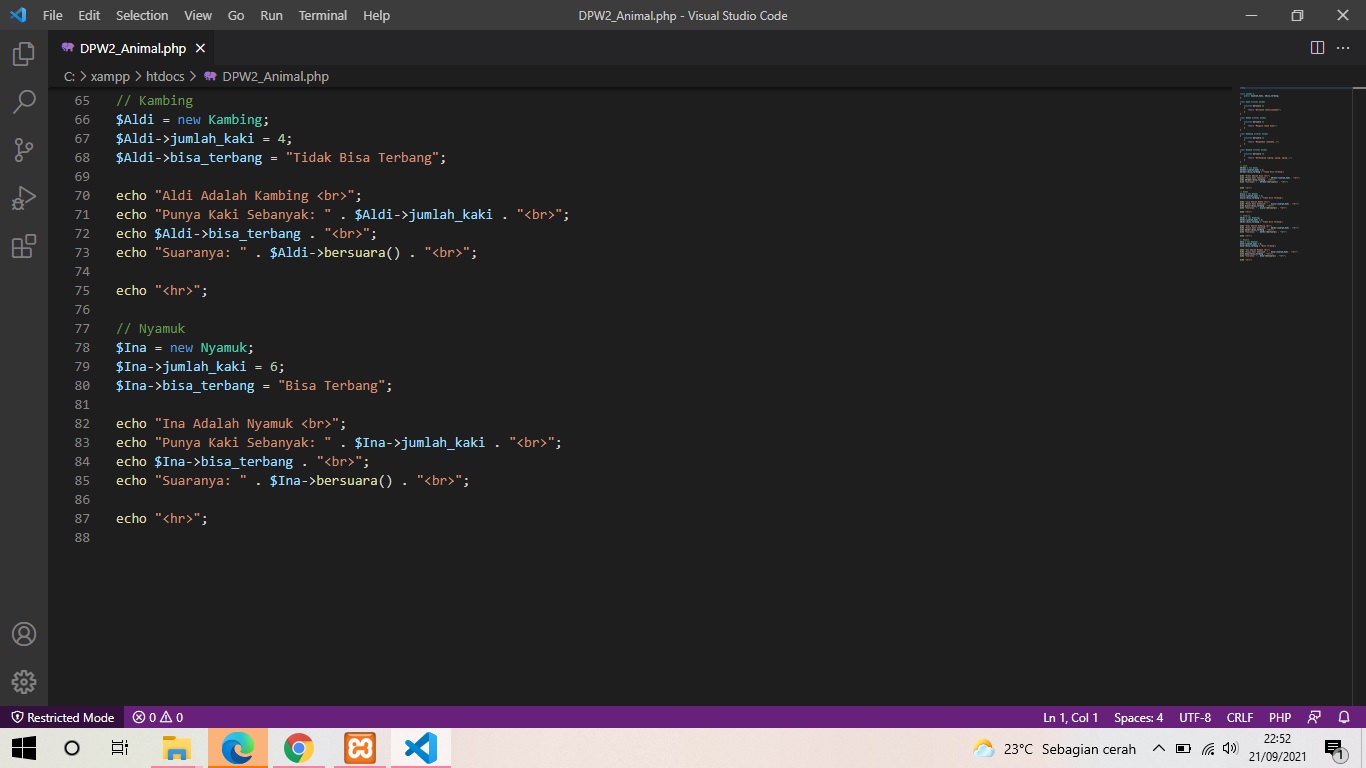 File Edit Selection View Go Run Terminal Help DPW2_Animal.php - Visual Studio Code
DPW2_Animal.php
C: > xampp > htdocs > DPW2_Animal.php
65 // Kambing
66 $Aldi = new Kambing;
67 $Aldi->jumlah_kaki = 4;
68 $Aldi->bisa_terbang = "Tidak Bisa Terbang";
69
70 echo "Aldi Adalah Kambing <br>";
71 echo "Punya Kaki Sebanyak: " . $Aldi->jumlah_kaki . "<br>";
72 echo $Aldi->bisa_terbang . "<br>";
73 echo "Suaranya: " . $Aldi->bersuara() . "<br>";
74
75 echo "<hr>";
76
77 // Nyamuk
78 $Ina = new Nyamuk;
79 $Ina->jumlah_kaki = 6;
80 $Ina->bisa_terbang = "Bisa Terbang";
81
82 echo "Ina Adalah Nyamuk <br>";
83 echo "Punya Kaki Sebanyak: " . $Ina->jumlah_kaki . "<br>";
84 echo $Ina->bisa_terbang . "<br>";
85 echo "Suaranya: " . $Ina->bersuara() . "<br>";
86
87 echo "<hr>";
88
Restricted Mode 0 0 Ln 1, Col 1 Spaces: 4 UTF-8 CRLF PHP
23°C Sebagian cerah 22:52
21/09/2021 1